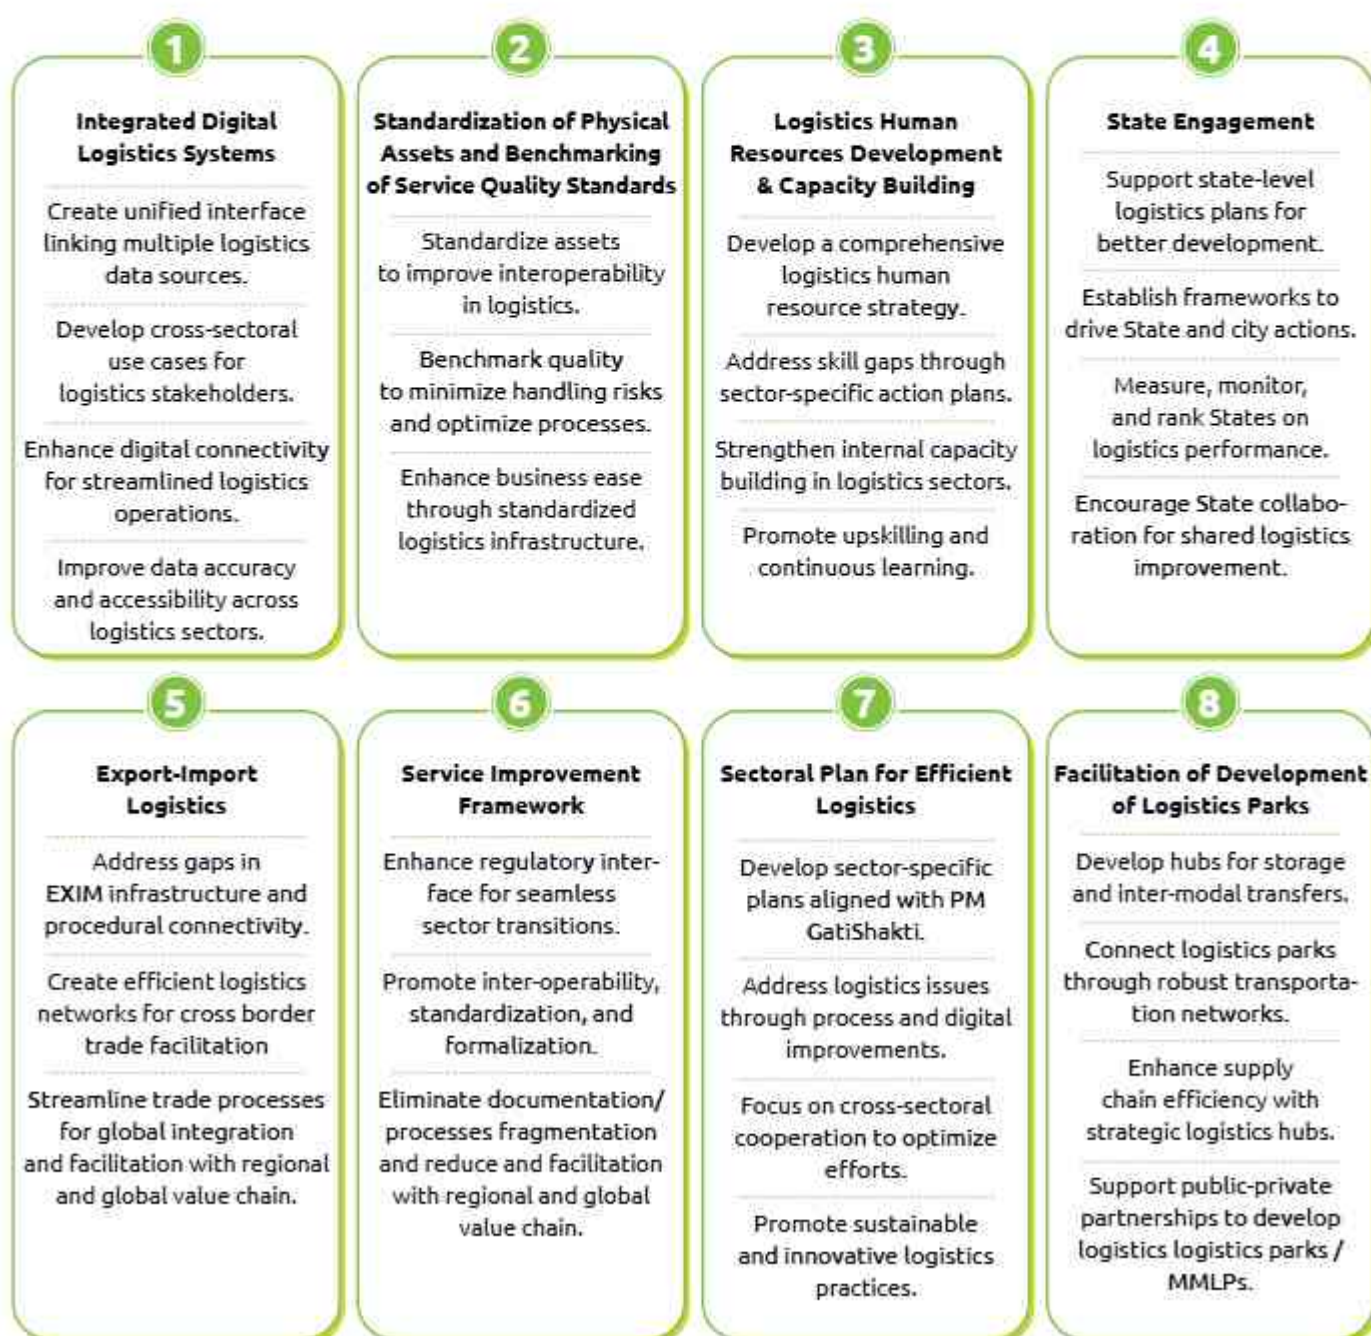 1
Integrated Digital
Logistics Systems
Create unified interface
linking multiple logistics
data sources.
Develop cross-sectoral
use cases for
logistics stakeholders.
Enhance digital connectivity
for streamlined logistics
operations.
Improve data accuracy
and accessibility across
logistics sectors.
2
Standardization of Physical
Assets and Benchmarking
of Service Quality Standards
Standardize assets
to improve interoperability
in logistics.
Benchmark quality
to minimize handling risks
and optimize processes.
Enhance business ease
through standardized
logistics infrastructure.
3
Logistics Human
Resources Development
& Capacity Building
Develop a comprehensive
logistics human
resource strategy.
Address skill gaps through
sector-specific action plans.
Strengthen internal capacity
building in logistics sectors.
Promote upskilling and
continuous learning.
4
State Engagement
Support state-level
logistics plans for
better development.
Establish frameworks to
drive State and city actions.
Measure, monitor,
and rank States on
logistics performance.
Encourage State collabo-
ration for shared logistics
improvement.
5
Export-Import
Logistics
Address gaps in
EXIM infrastructure and
procedural connectivity.
Create efficient logistics
networks for cross border
trade facilitation
Streamline trade processes
for global integration
and facilitation with regional
and global value chain.
6
Service Improvement
Framework
Enhance regulatory inter-
face for seamless
sector transitions.
Promote inter-operability,
standardization, and
formalization.
Eliminate documentation/
processes fragmentation
and reduce and facilitation
with regional and global
value chain.
7
Sectoral Plan for Efficient
Logistics
Develop sector-specific
plans aligned with PM
GatiShakti.
Address logistics issues
through process and digital
improvements.
Focus on cross-sectoral
cooperation to optimize
efforts.
Promote sustainable
and innovative logistics
practices.
8
Facilitation of Development
of Logistics Parks
Develop hubs for storage
and inter-modal transfers.
Connect logistics parks
through robust transporta-
tion networks.
Enhance supply
chain efficiency with
strategic logistics hubs.
Support public-private
partnerships to develop
logistics logistics parks /
MMLPs.